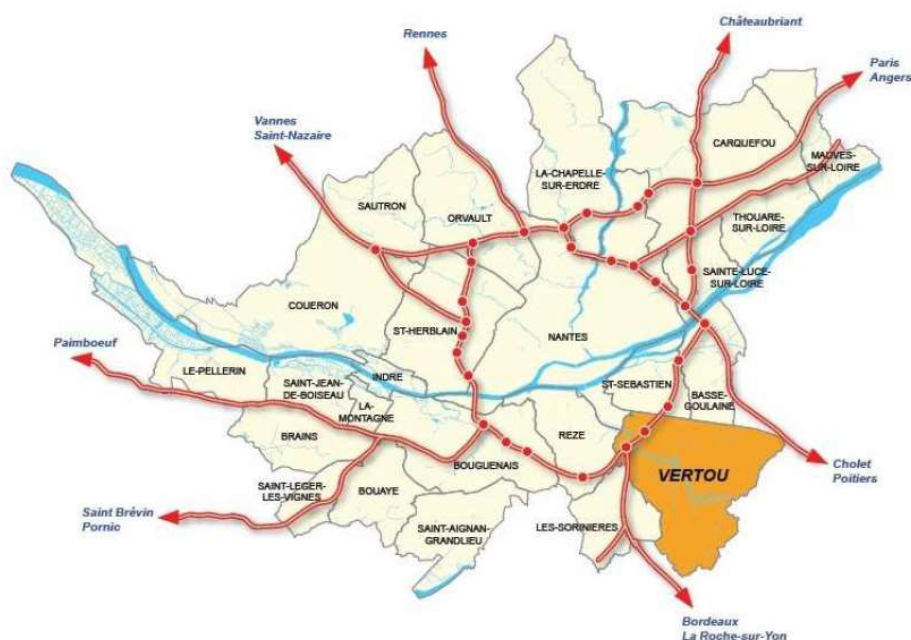 Rennes
Châteaubriant
Paris
Angers
Vannes
Saint-Nazaire
CARQUEFOU
MAUVES-
SUR-LOIRE
LA-CHAPELLE-
SUR-ERDRE
SAUTRON
ORVAULT
THOUARE-
SUR-LOIRE
SAINTE-LUCE-
SUR-LOIRE
COUERON
ST-HERBLAIN
NANTES
Paimboeuf
LE-PELLERIN
SAINT-JEAN-
DE-BOISEAU
INDRE
ST-SEBASTIEN
BASSE-
GOULAINE
LA-
MONTAGNE
BRAINS
REZE
BOUGUENAIS
VERTOU
Cholet
Poitiers
SAINT-LEGER-
LES-VIGNES
BOUAYE
Saint Brévin
Pornic
SAINT-AIGNAN-
GRANDLIEU
LES-SORINIERES
Bordeaux
La Roche-sur-Yon